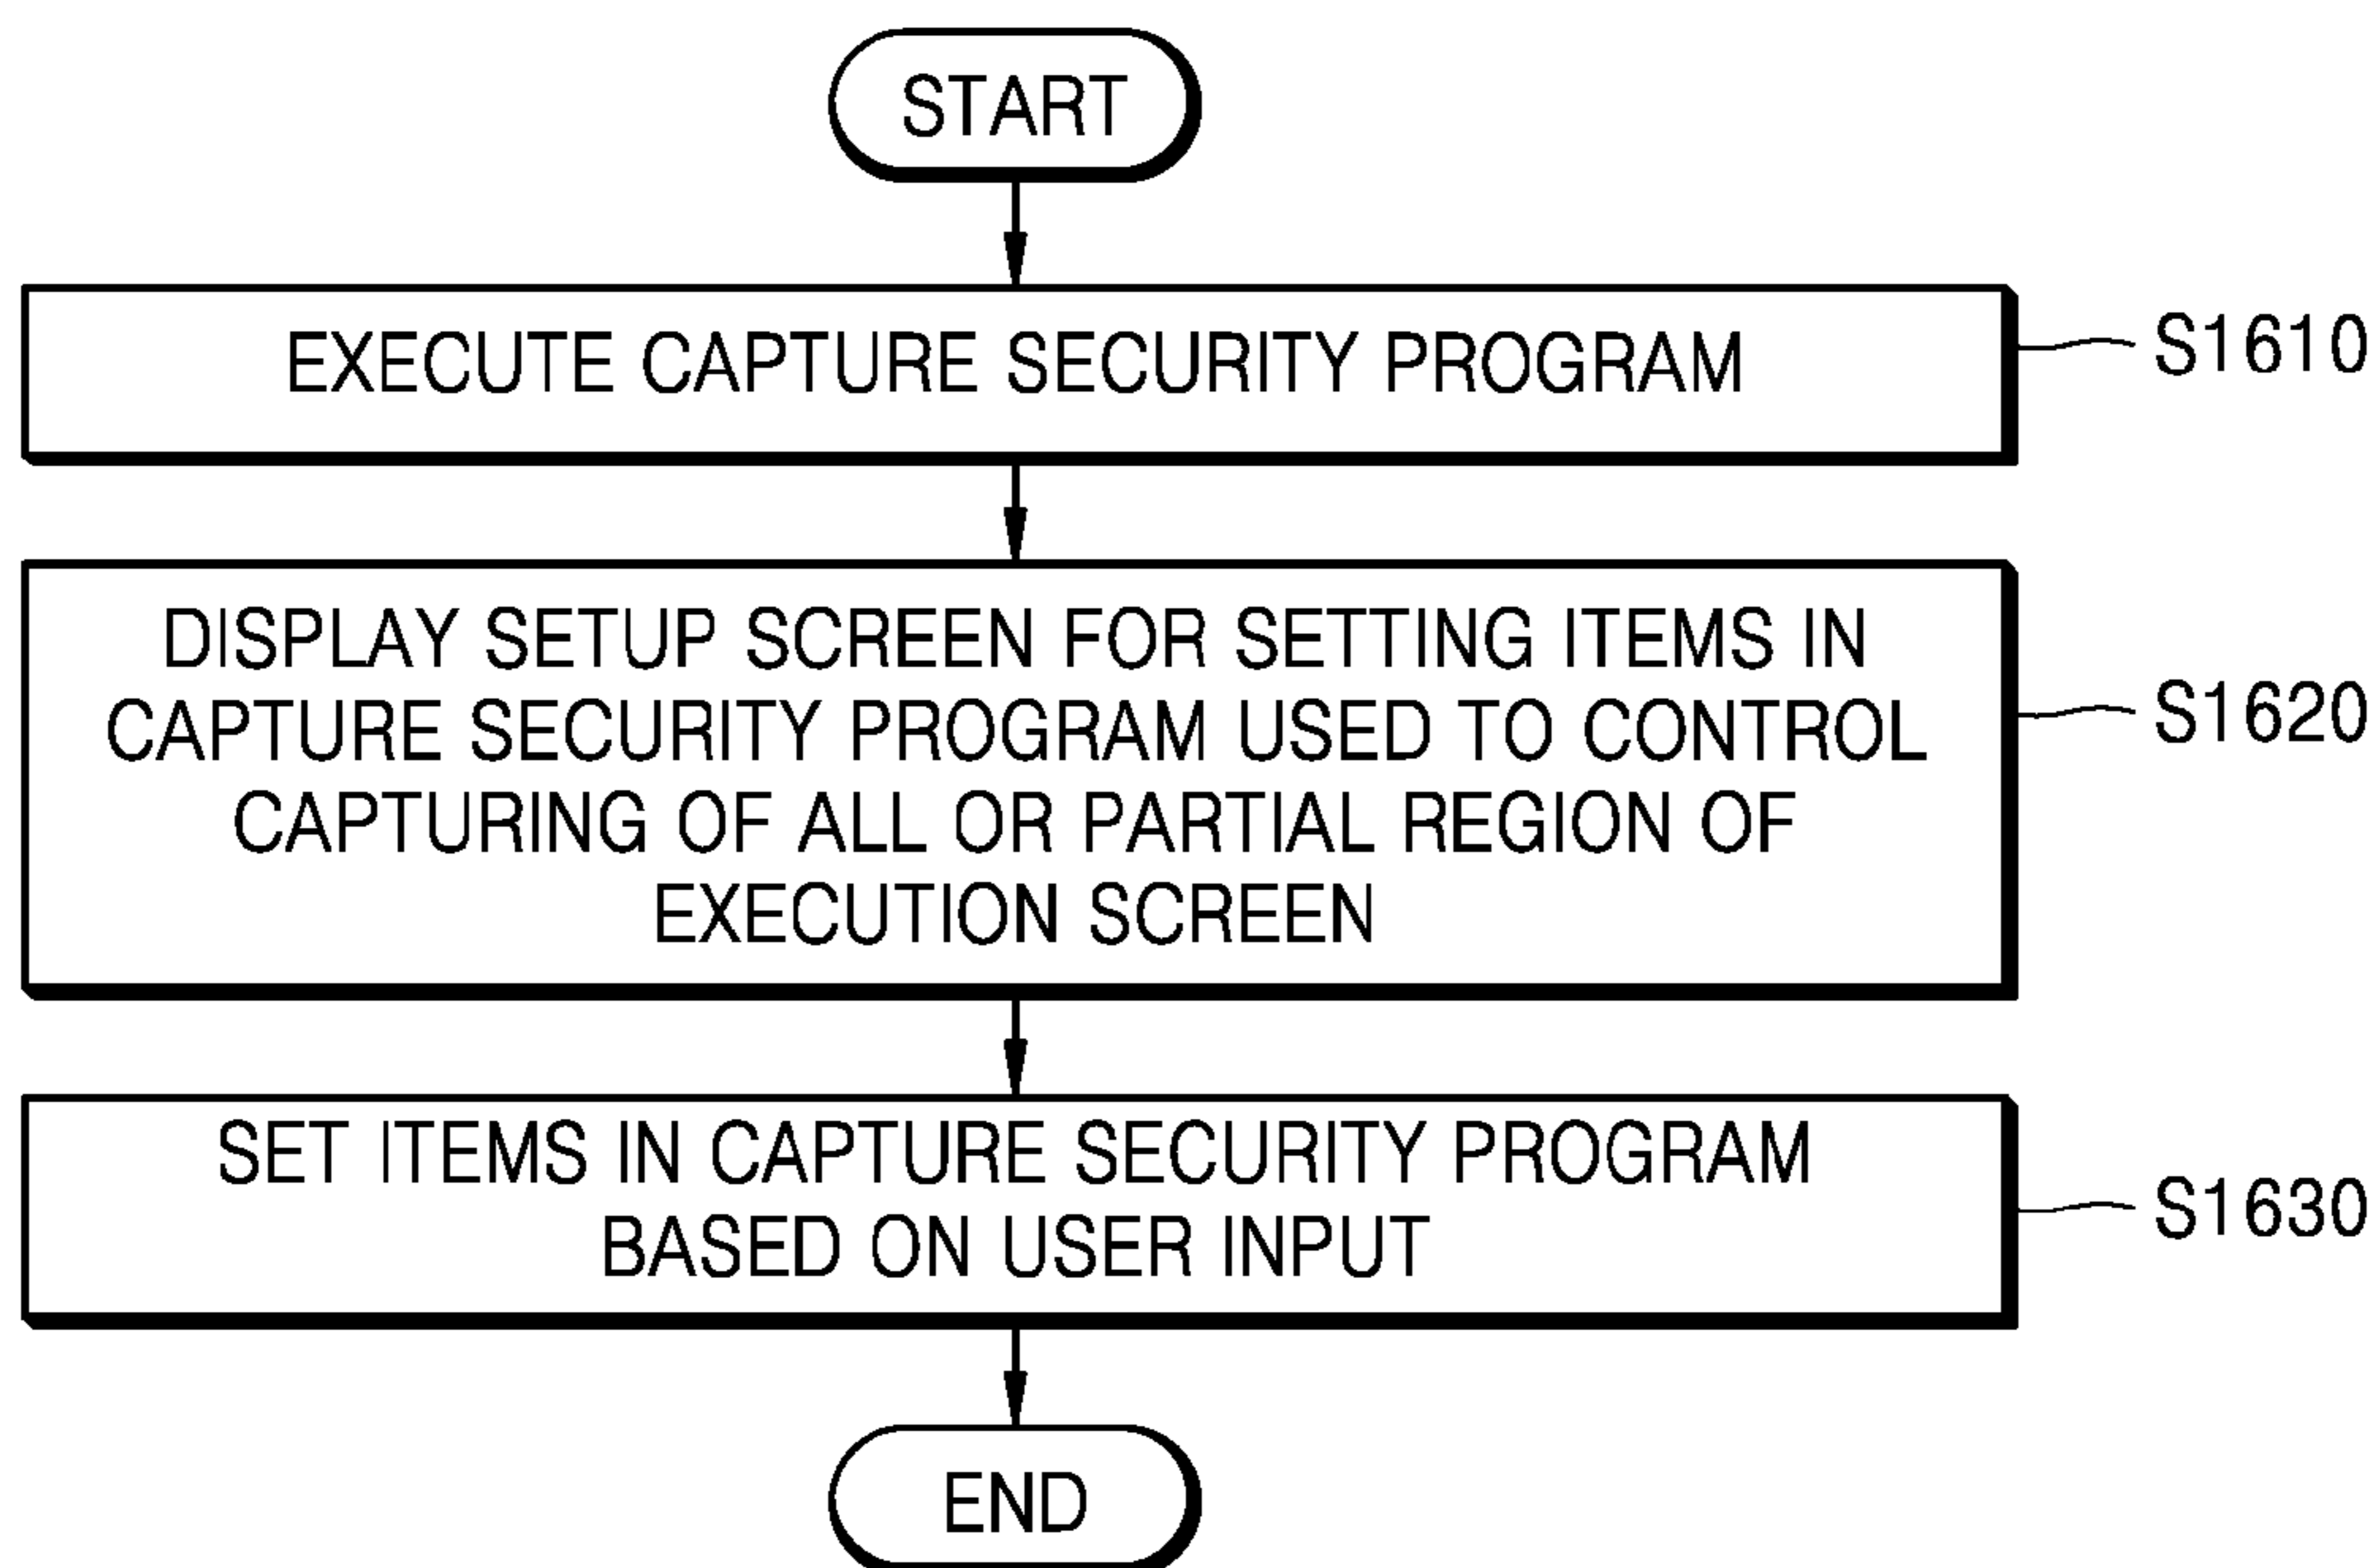 START
EXECUTE CAPTURE SECURITY PROGRAM
S1610
DISPLAY SETUP SCREEN FOR SETTING ITEMS IN
CAPTURE SECURITY PROGRAM USED TO CONTROL
CAPTURING OF ALL OR PARTIAL REGION OF
EXECUTION SCREEN
S1620
SET ITEMS IN CAPTURE SECURITY PROGRAM
BASED ON USER INPUT
S1630
END